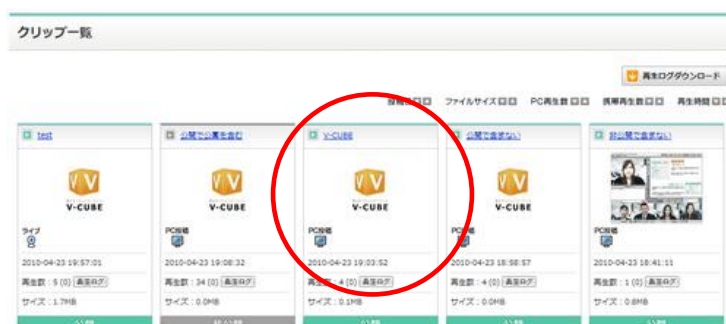 クリップ一覧
再生ログダウンロード
ファイルサイズ PC再生数 携帯再生数 再生時間
test 公開で公庫を含む V-CUBE 公開で含まない 非公開で含まない
V-CUBE V-CUBE V-CUBE V-CUBE
ライブ PC投稿 PC投稿 PC投稿 PC投稿
2010-04-23 19:57:01 2010-04-23 19:08:32 2010-04-23 19:03:52 2010-04-23 18:58:57 2010-04-23 18:41:11
再生数:5 (0) 再生ログ 再生数:34 (0) 再生ログ 再生数:4 (0) 再生ログ 再生数:4 (0) 再生ログ 再生数:1 (0) 再生ログ
サイズ:1.7MB サイズ:0.0MB サイズ:0.1MB サイズ:0.0MB サイズ:0.8MB